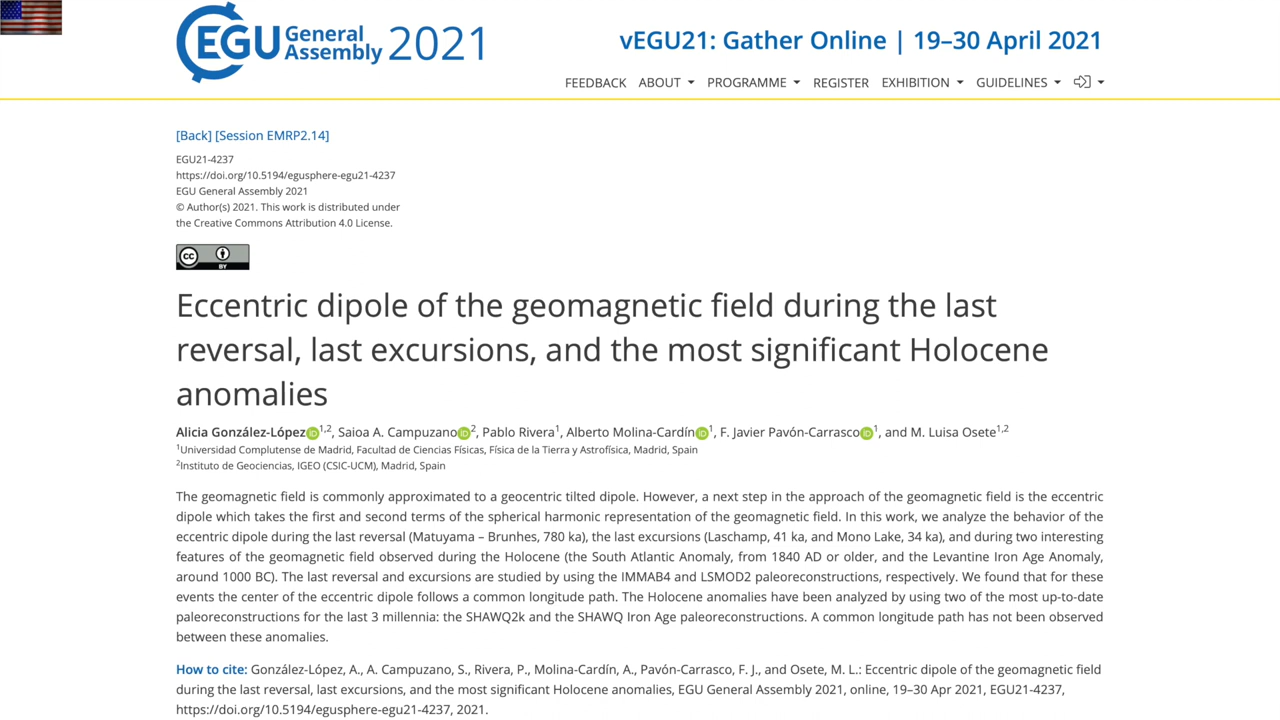 EGU General Assembly 2021
vEGU21: Gather Online | 19–30 April 2021
FEEDBACK ABOUT PROGRAMME REGISTER EXHIBITION GUIDELINES
[Back] [Session EMRP2.14]
EGU21-4237
https://doi.org/10.5194/egusphere-egu21-4237
EGU General Assembly 2021
© Author(s) 2021. This work is distributed under
the Creative Commons Attribution 4.0 License.
cc BY
Eccentric dipole of the geomagnetic field during the last
reversal, last excursions, and the most significant Holocene
anomalies
Alicia González-López iD 1,2, Saioa A. Campuzano iD 2, Pablo Rivera1, Alberto Molina-Cardín iD 1, F. Javier Pavón-Carrasco iD 1, and M. Luisa Osete1,2
1Universidad Complutense de Madrid, Facultad de Ciencias Físicas, Física de la Tierra y Astrofísica, Madrid, Spain
2Instituto de Geociencias, IGEO (CSIC-UCM), Madrid, Spain
The geomagnetic field is commonly approximated to a geocentric tilted dipole. However, a next step in the approach of the geomagnetic field is the eccentric
dipole which takes the first and second terms of the spherical harmonic representation of the geomagnetic field. In this work, we analyze the behavior of the
eccentric dipole during the last reversal (Matuyama – Brunhes, 780 ka), the last excursions (Laschamp, 41 ka, and Mono Lake, 34 ka), and during two interesting
features of the geomagnetic field observed during the Holocene (the South Atlantic Anomaly, from 1840 AD or older, and the Levantine Iron Age Anomaly,
around 1000 BC). The last reversal and excursions are studied by using the IMMAB4 and LSMOD2 paleoreconstructions, respectively. We found that for these
events the center of the eccentric dipole follows a common longitude path. The Holocene anomalies have been analyzed by using two of the most up-to-date
paleoreconstructions for the last 3 millennia: the SHAWQ2k and the SHAWQ Iron Age paleoreconstructions. A common longitude path has not been observed
between these anomalies.
How to cite: González-López, A., A. Campuzano, S., Rivera, P., Molina-Cardín, A., Pavón-Carrasco, F. J., and Osete, M. L.: Eccentric dipole of the geomagnetic field
during the last reversal, last excursions, and the most significant Holocene anomalies, EGU General Assembly 2021, online, 19–30 Apr 2021, EGU21-4237,
https://doi.org/10.5194/egusphere-egu21-4237, 2021.